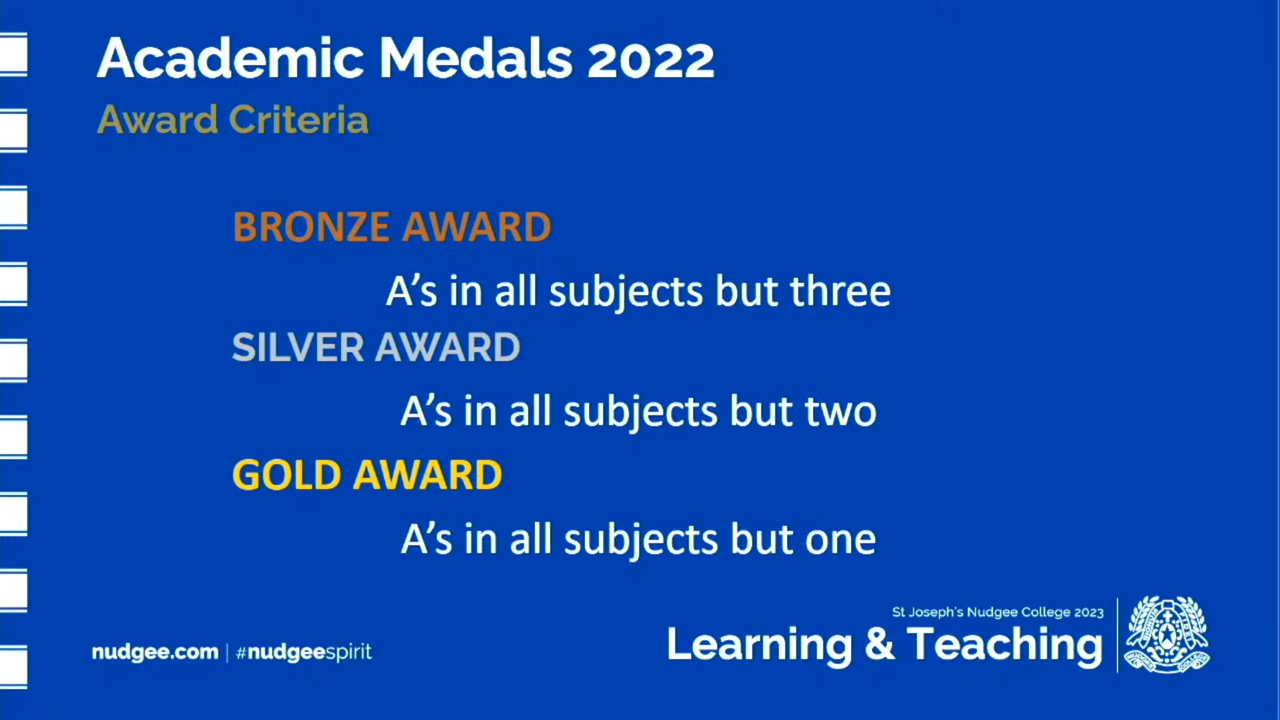 Academic Medals 2022
Award Criteria
BRONZE AWARD
A's in all subjects but three
SILVER AWARD
A's in all subjects but two
GOLD AWARD
A's in all subjects but one
St Joseph's Nudgee College 2023
Learning & Teaching
nudgee.com | #nudgeespirit